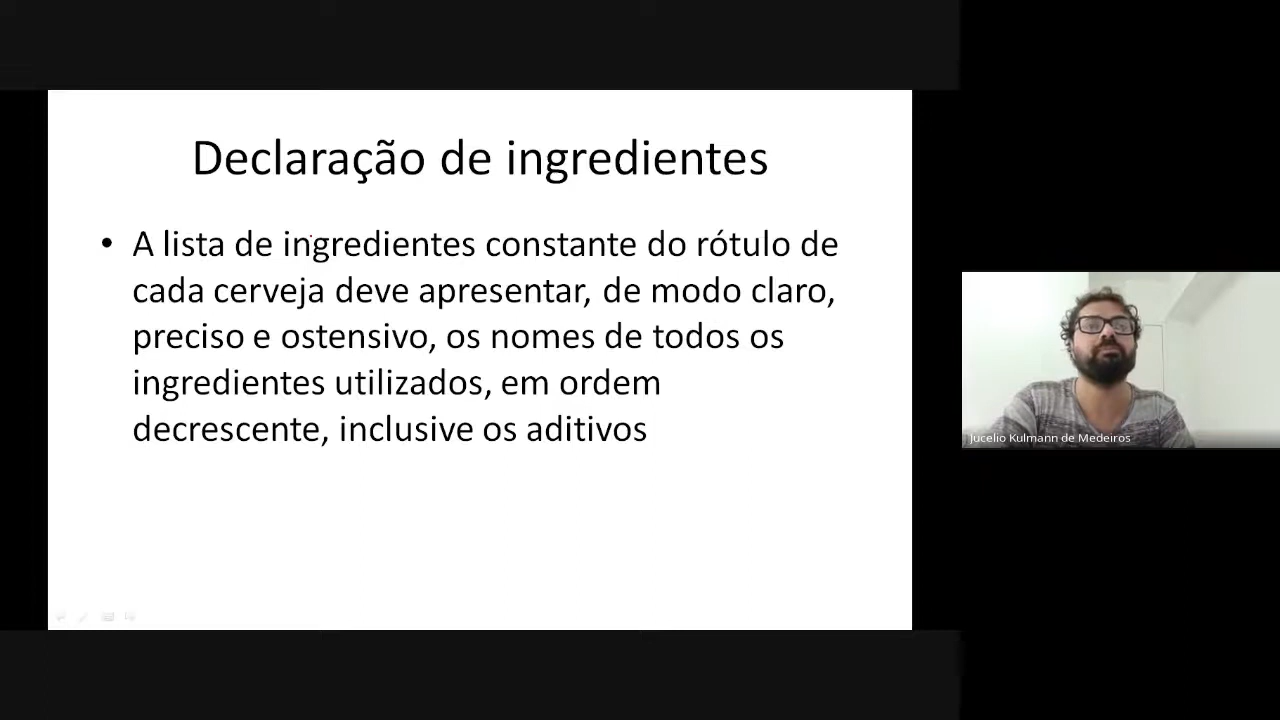 Declaração de ingredientes
• A lista de ingredientes constante do rótulo de
cada cerveja deve apresentar, de modo claro,
preciso e ostensivo, os nomes de todos os
ingredientes utilizados, em ordem
decrescente, inclusive os aditivos
Jucelio Kulmann de Medeiros